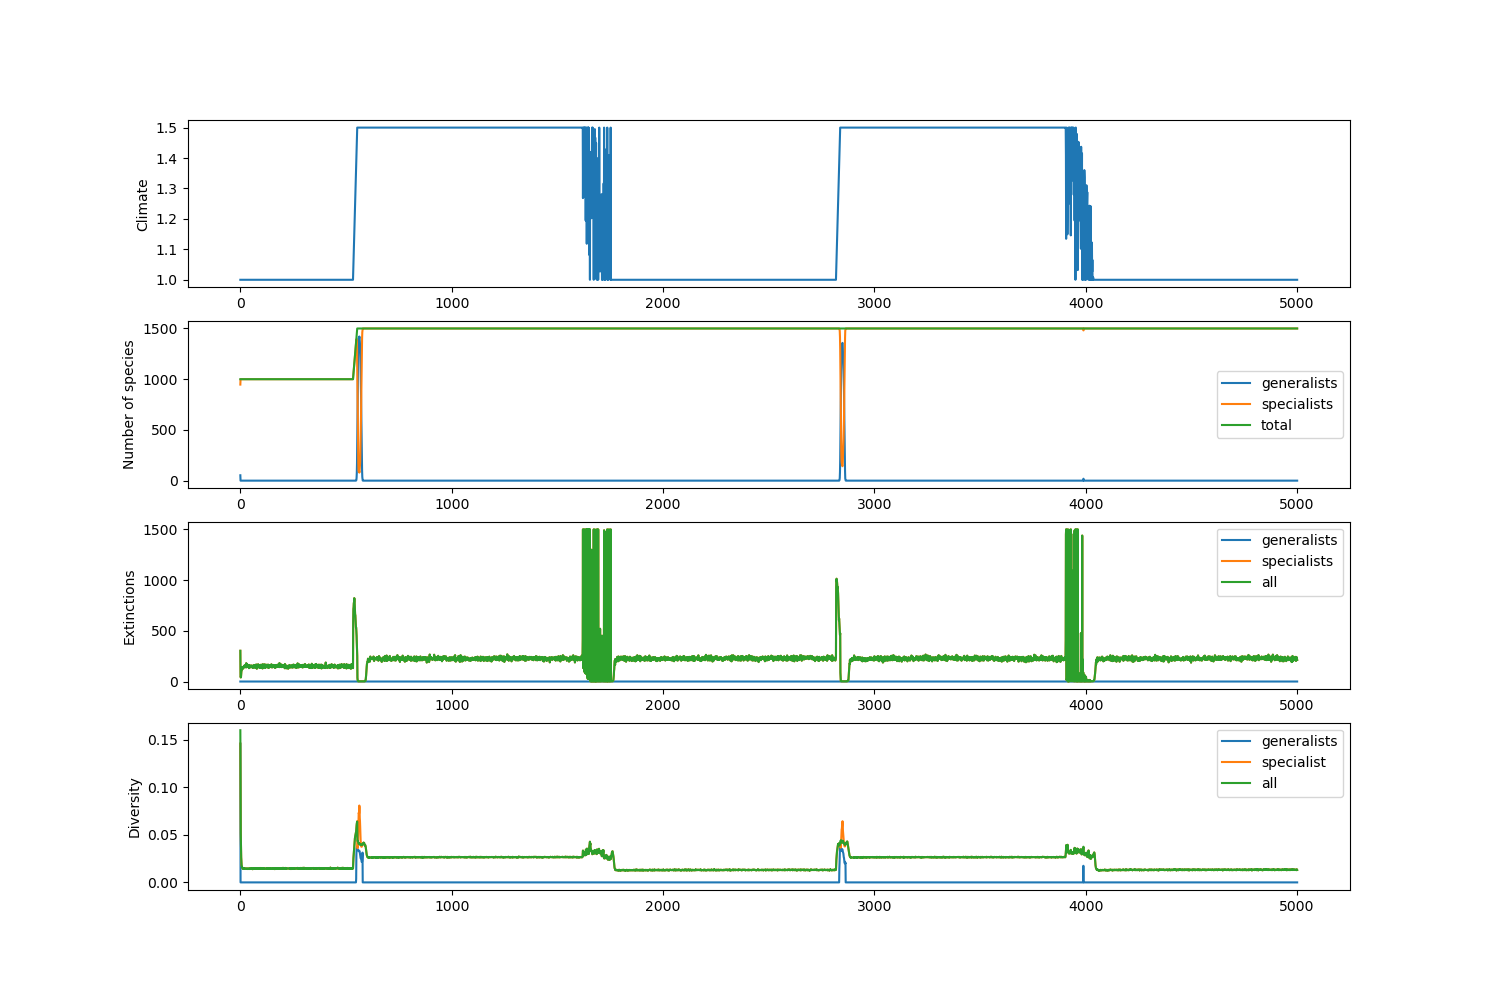 Climate
1.5
1.4
1.3
1.2
1.1
1.0
0 1000 2000 3000 4000 5000
Number of species
1500
1000
500
0
generalists
specialists
total
0 1000 2000 3000 4000 5000
Extinctions
1500
1000
500
0
generalists
specialists
all
0 1000 2000 3000 4000 5000
Diversity
0.15
0.10
0.05
0.00
generalists
specialist
all
0 1000 2000 3000 4000 5000